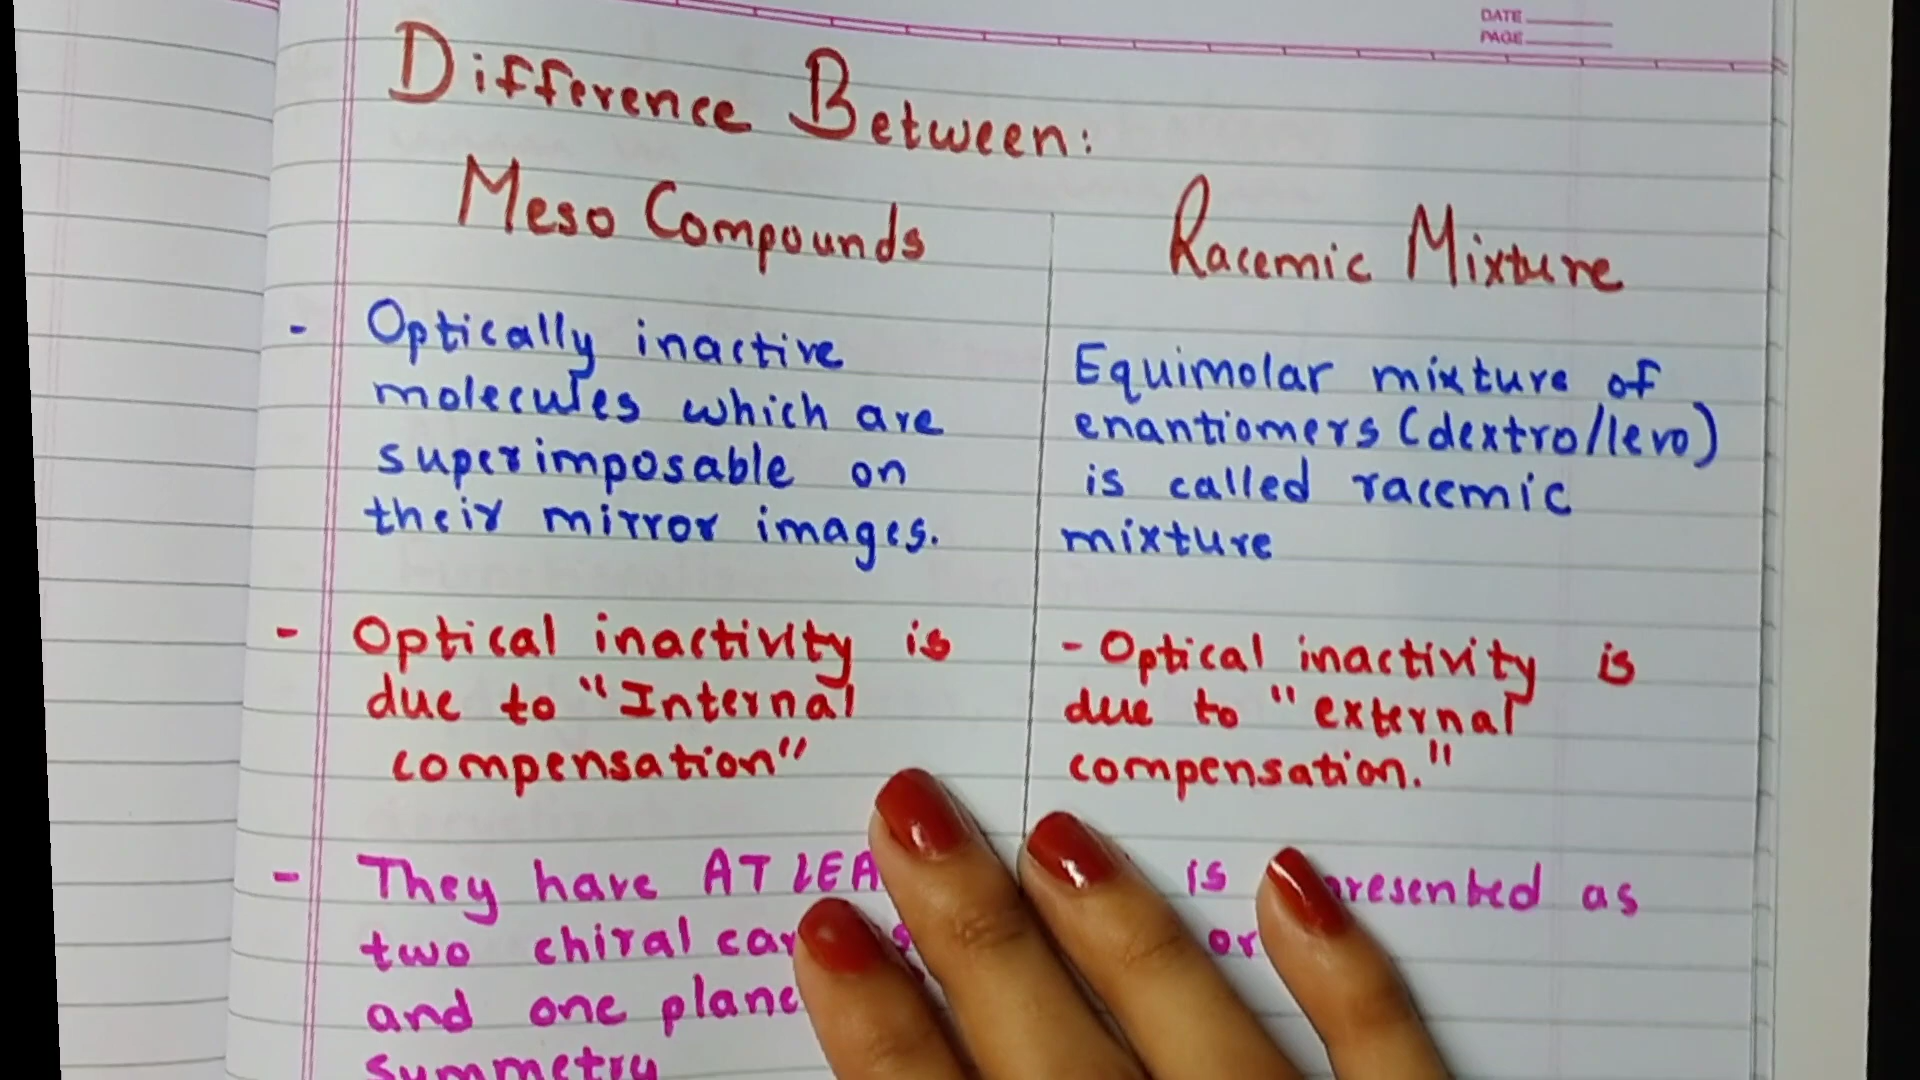 DATE
PAGE
Difference Between:
Meso Compounds
Racemic Mixture
- Optically inactive
molecules which are
superimposable on
their mirror images.
Equimolar mixture of
enantiomers (dextro/levo)
is called racemic
mixture
- Optical inactivity is
due to "Internal
compensation"
- Optical inactivity is
due to "external
compensation."
- They have AT
two chiral
and one plane
symmetry
is as
or